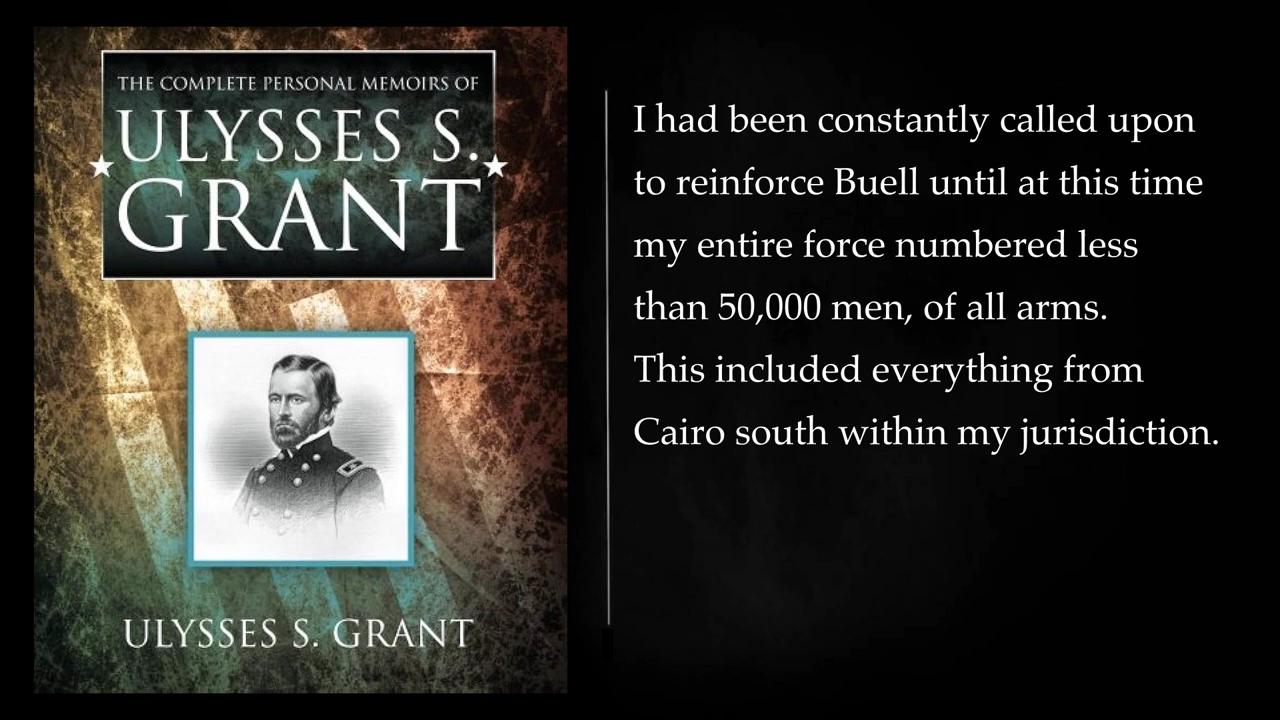 THE COMPLETE PERSONAL MEMOIRS OF
ULYSSES S.
GRANT
ULYSSES S. GRANT
I had been constantly called upon
to reinforce Buell until at this time
my entire force numbered less
than 50,000 men, of all arms.
This included everything from
Cairo south within my jurisdiction.